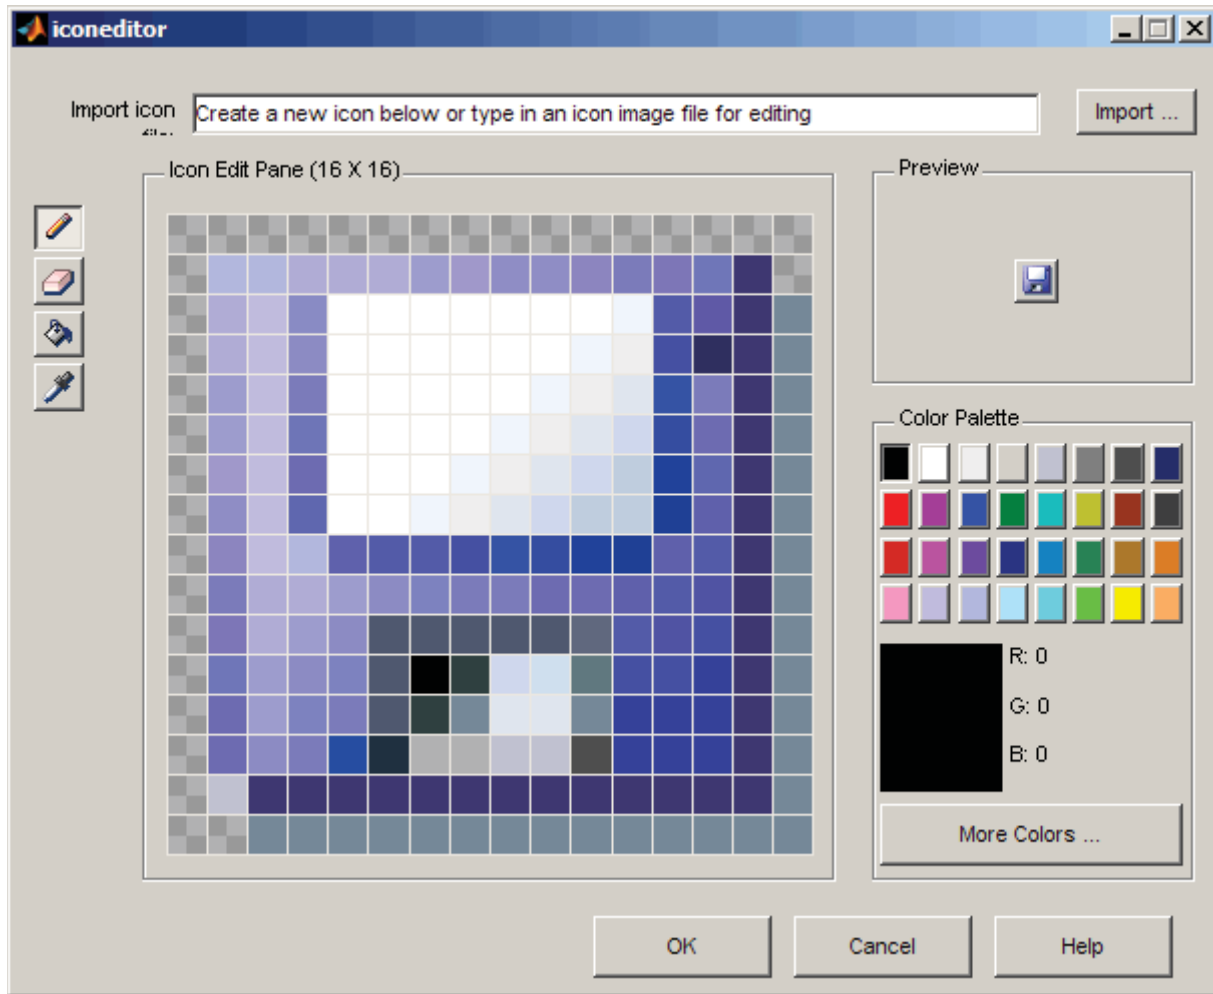 iconeditor
Import icon
Create a new icon below or type in an icon image file for editing
Import ...
Icon Edit Pane (16 X 16)
Preview
Color Palette
R: 0
G: 0
B: 0
More Colors ...
OK
Cancel
Help